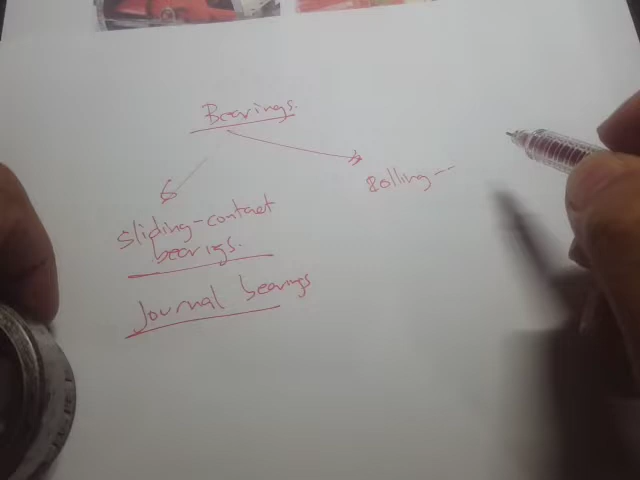 Bearings.
Sliding-contact
bearigs.
Rolling--
Journal bearings